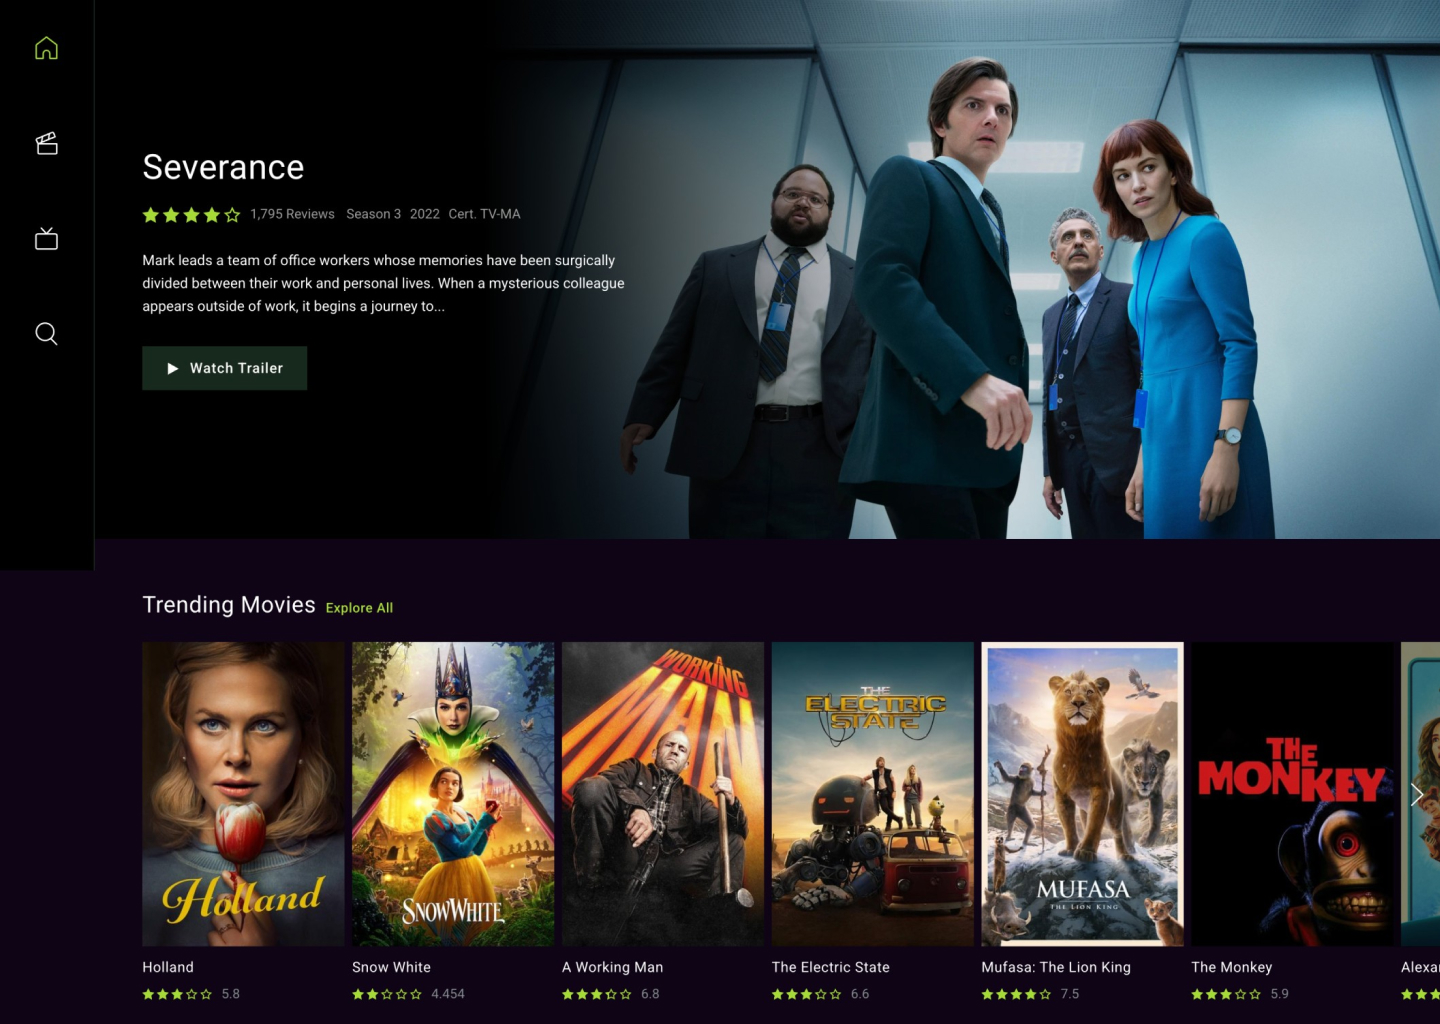 Severance
1,795 Reviews Season 3 2022 Cert. TV-MA
Mark leads a team of office workers whose memories have been surgically
divided between their work and personal lives. When a mysterious colleague
appears outside of work, it begins a journey to...
Watch Trailer
Trending Movies Explore All
Holland
SNOW WHITE
A
WORKING
MAN
THE
ELECTRIC
STATE
MUFASA
THE LION KING
THE
MONKEY
Holland
5.8
Snow White
4.454
A Working Man
6.8
The Electric State
6.6
Mufasa: The Lion King
7.5
The Monkey
5.9
Alexa